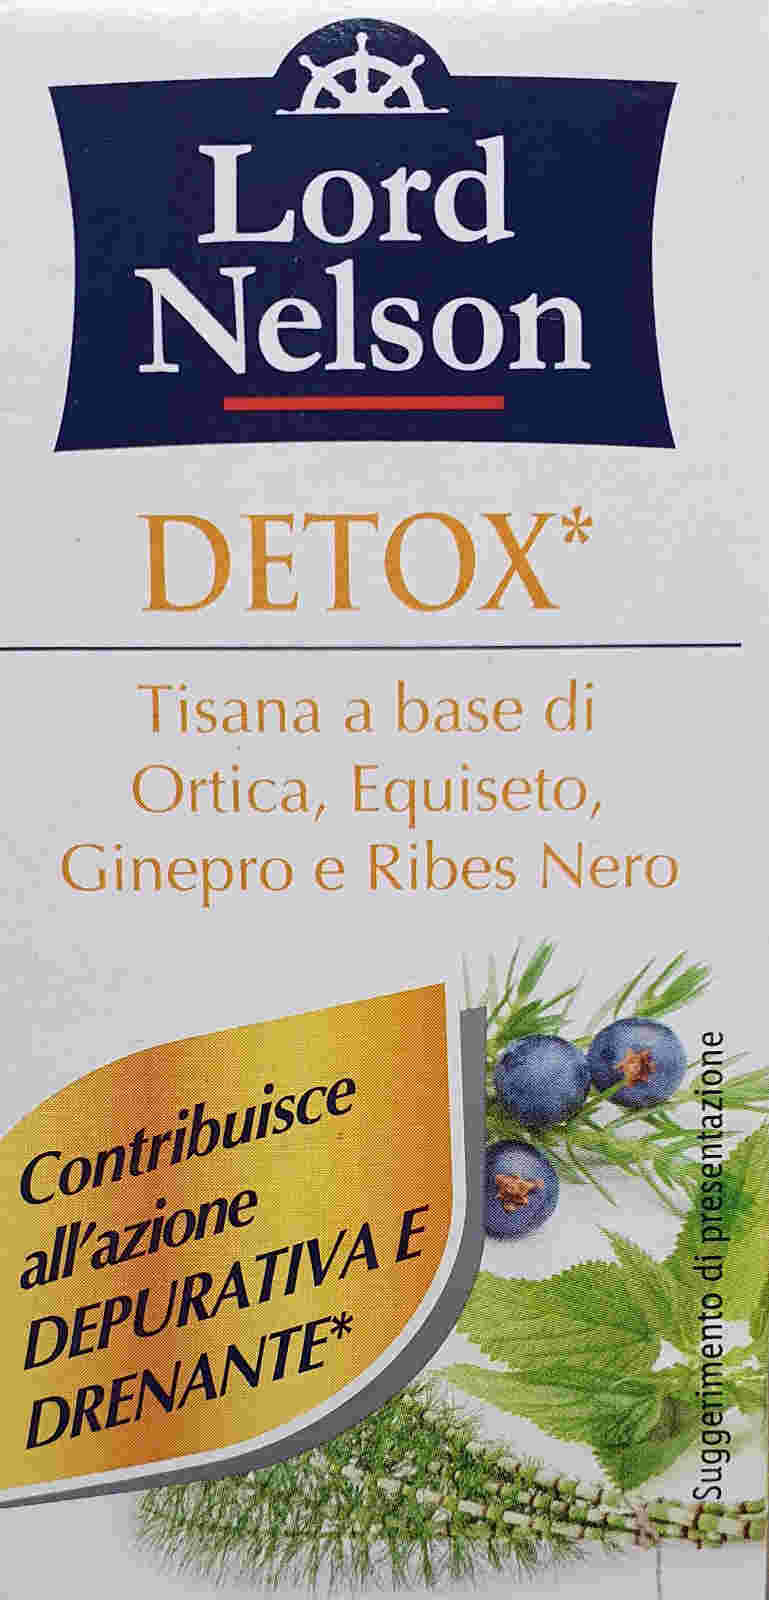 Lord
Nelson
DETOX*
Tisana a base di
Ortica, Equiseto,
Ginepro e Ribes Nero
Contribuisce
all'azione
DEPURATIVA E
DRENANTE*
Suggerimento di presentazione